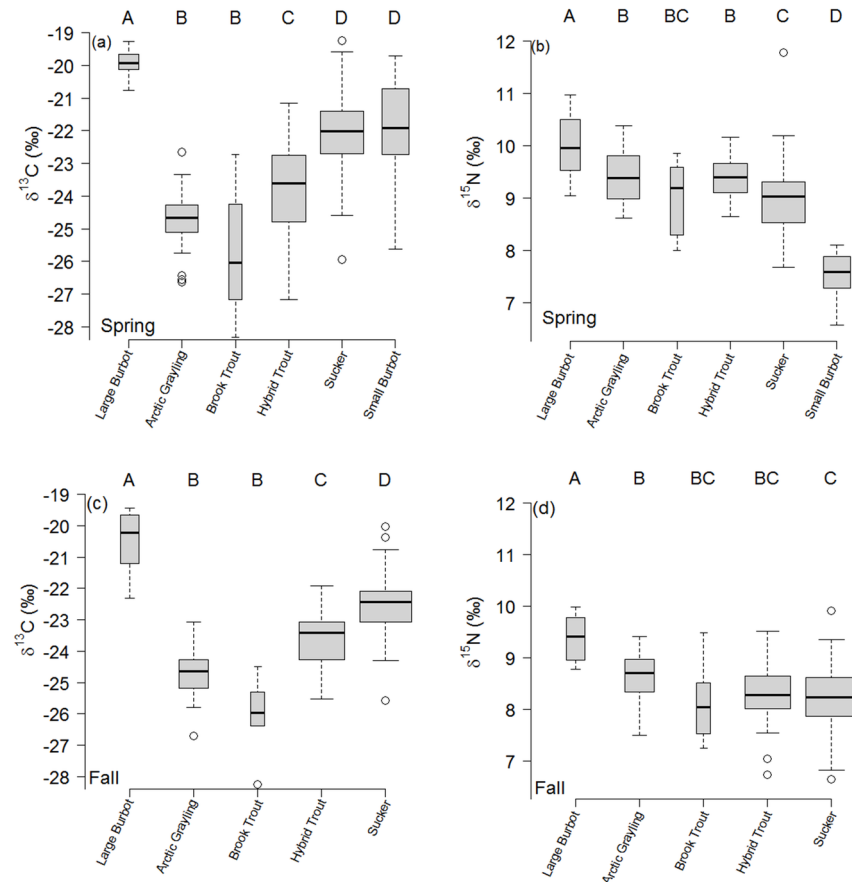 A B B C D D
(a)
-19
-20
-21
-22
-23
-24
-25
-26
-27
-28
δ13C (‰)
Spring
Large Burbot
Arctic Grayling
Brook Trout
Hybrid Trout
Sucker
Small Burbot
A B BC B C D
(b)
12
11
10
9
8
7
δ15N (‰)
Spring
Large Burbot
Arctic Grayling
Brook Trout
Hybrid Trout
Sucker
Small Burbot
A B B C D
(c)
-19
-20
-21
-22
-23
-24
-25
-26
-27
-28
δ13C (‰)
Fall
Large Burbot
Arctic Grayling
Brook Trout
Hybrid Trout
Sucker
A B BC BC C
(d)
12
11
10
9
8
7
δ15N (‰)
Fall
Large Burbot
Arctic Grayling
Brook Trout
Hybrid Trout
Sucker